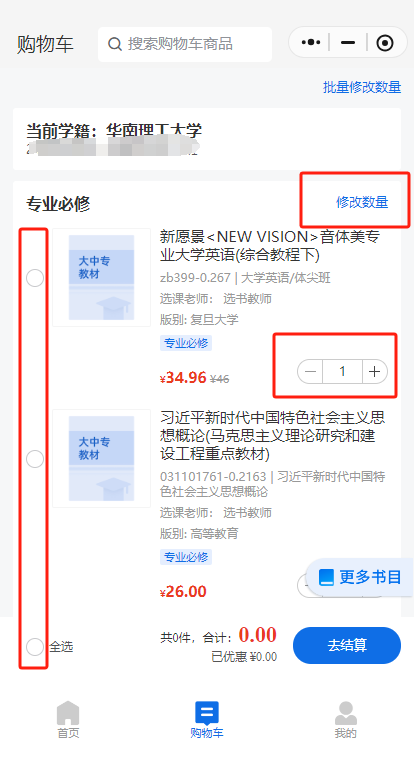 购物车
搜索购物车商品
批量修改数量
当前学籍：华南理工大学
专业必修
修改数量
大中专
教材
新愿景<NEW VISION>音体美专
业大学英语(综合教程下)
zb399-0.267 | 大学英语/体尖班
选课老师： 选书教师
版别: 复旦大学
专业必修
¥34.96 ¥46
1
大中专
教材
习近平新时代中国特色社会主义思
想概论(马克思主义理论研究和建
设工程重点教材)
031101761-0.2163 | 习近平新时代中国特
色社会主义思想概论
选课老师： 选书教师
版别: 高等教育
专业必修
¥26.00
更多书目
全选
共0件，合计：0.00
已优惠 ¥0.00
去结算
首页
购物车
我的